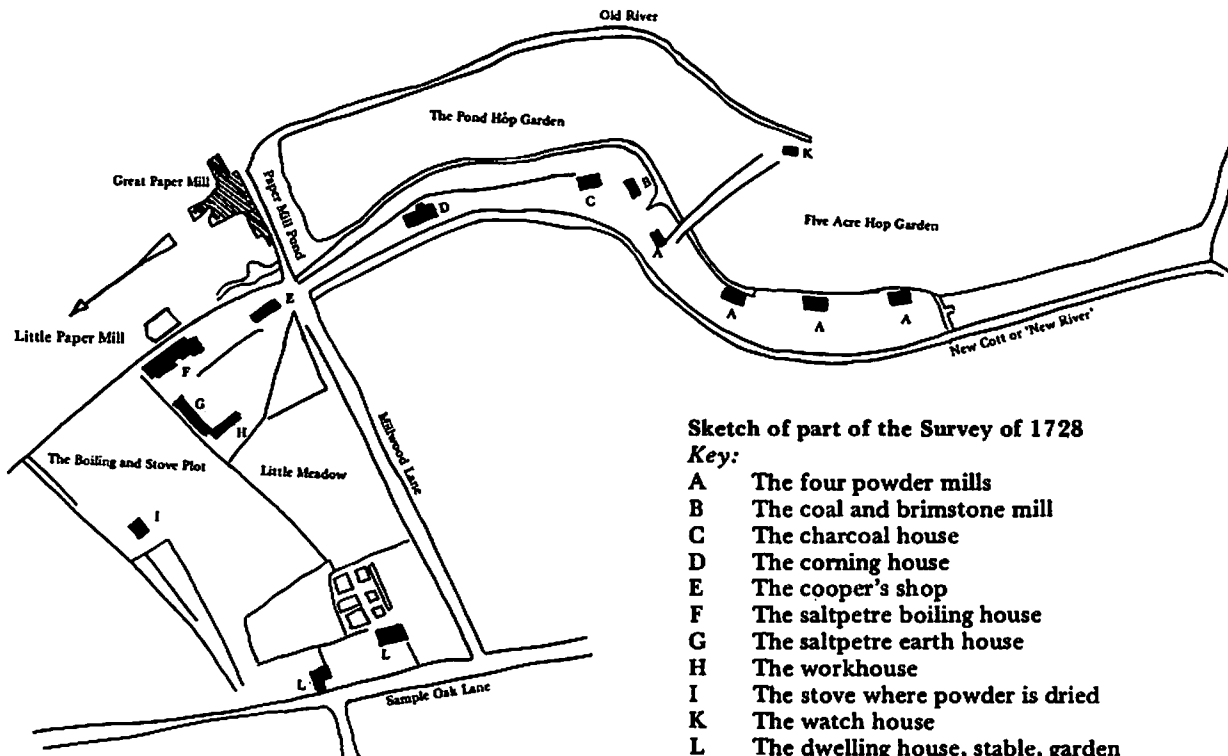 Old River
The Pond Hop Garden
K
Great Paper Mill
Paper Mill Pond
B
C
D
A
Five Acre Hop Garden
E
A
A
A
Little Paper Mill
New Cott or 'New River'
F
G
H
Millwood Lane
The Boiling and Stove Plot
Little Meadow
I
L
L
Sample Oak Lane
Sketch of part of the Survey of 1728
Key:
A The four powder mills
B The coal and brimstone mill
C The charcoal house
D The corning house
E The cooper's shop
F The saltpetre boiling house
G The saltpetre earth house
H The workhouse
I The stove where powder is dried
K The watch house
L The dwelling house, stable, garden